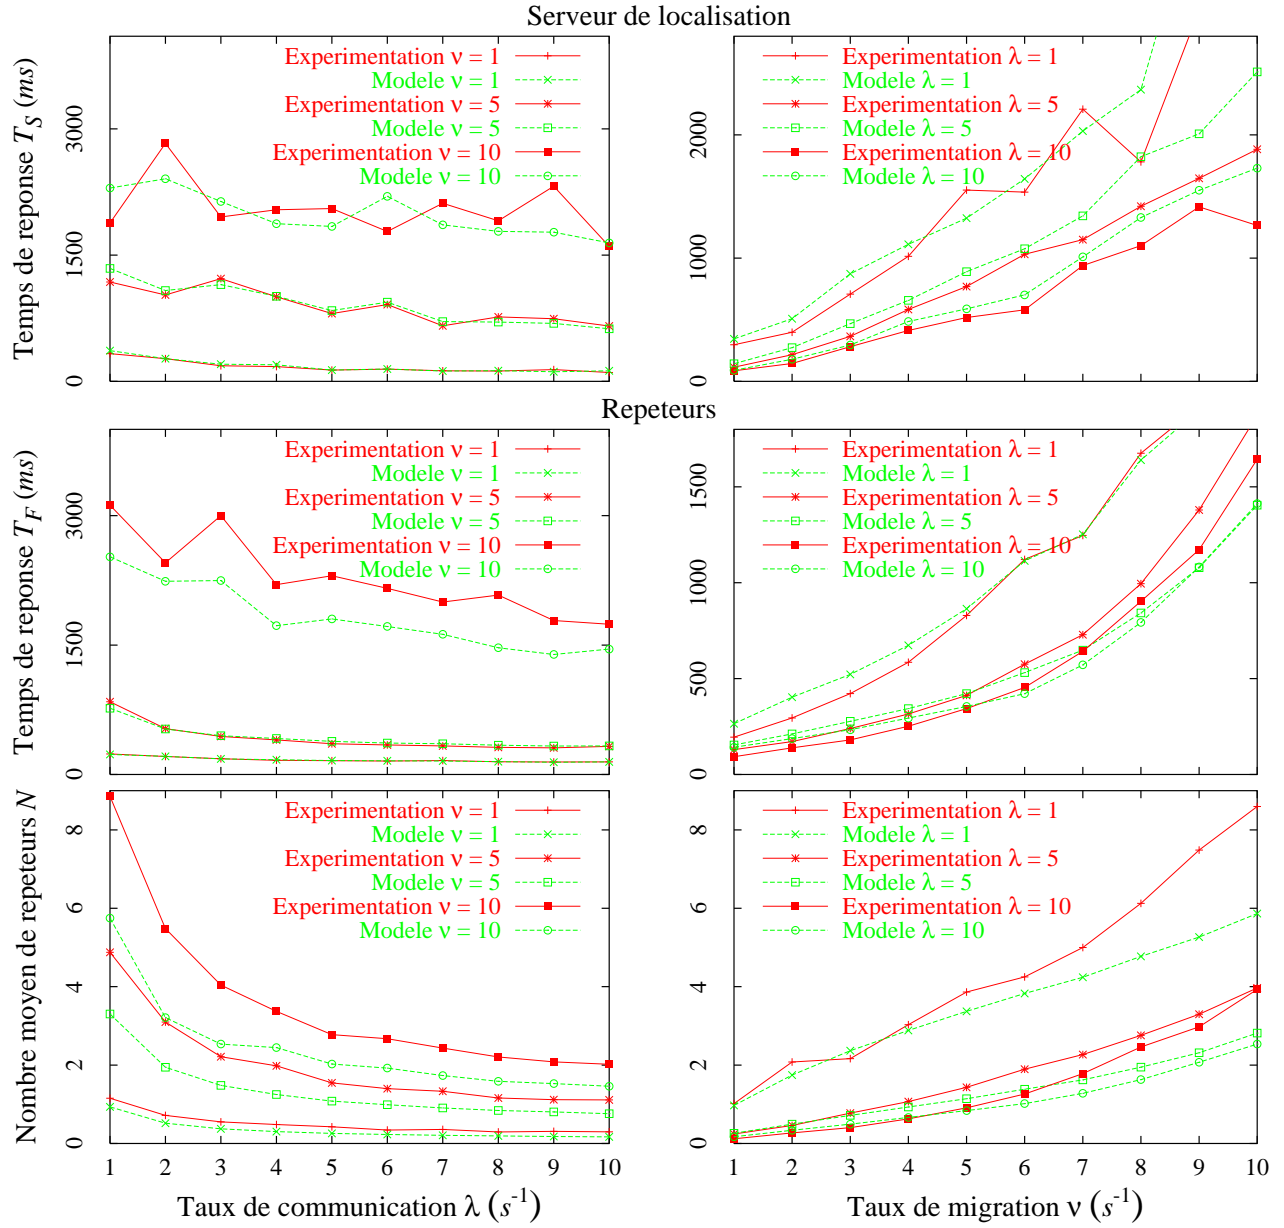 Serveur de localisation
Temps de reponse T_S (ms)
0
1500
3000
Experimentation ν = 1
Modele ν = 1
Experimentation ν = 5
Modele ν = 5
Experimentation ν = 10
Modele ν = 10
0
1000
2000
Experimentation λ = 1
Modele λ = 1
Experimentation λ = 5
Modele λ = 5
Experimentation λ = 10
Modele λ = 10
Repeteurs
Temps de reponse T_F (ms)
0
1500
3000
Experimentation ν = 1
Modele ν = 1
Experimentation ν = 5
Modele ν = 5
Experimentation ν = 10
Modele ν = 10
0
500
1000
1500
Experimentation λ = 1
Modele λ = 1
Experimentation λ = 5
Modele λ = 5
Experimentation λ = 10
Modele λ = 10
Nombre moyen de repeteurs N
8
6
4
2
0
Experimentation ν = 1
Modele ν = 1
Experimentation ν = 5
Modele ν = 5
Experimentation ν = 10
Modele ν = 10
1 2 3 4 5 6 7 8 9 10
Taux de communication λ (s⁻¹)
8
6
4
2
0
Experimentation λ = 1
Modele λ = 1
Experimentation λ = 5
Modele λ = 5
Experimentation λ = 10
Modele λ = 10
1 2 3 4 5 6 7 8 9 10
Taux de migration ν (s⁻¹)